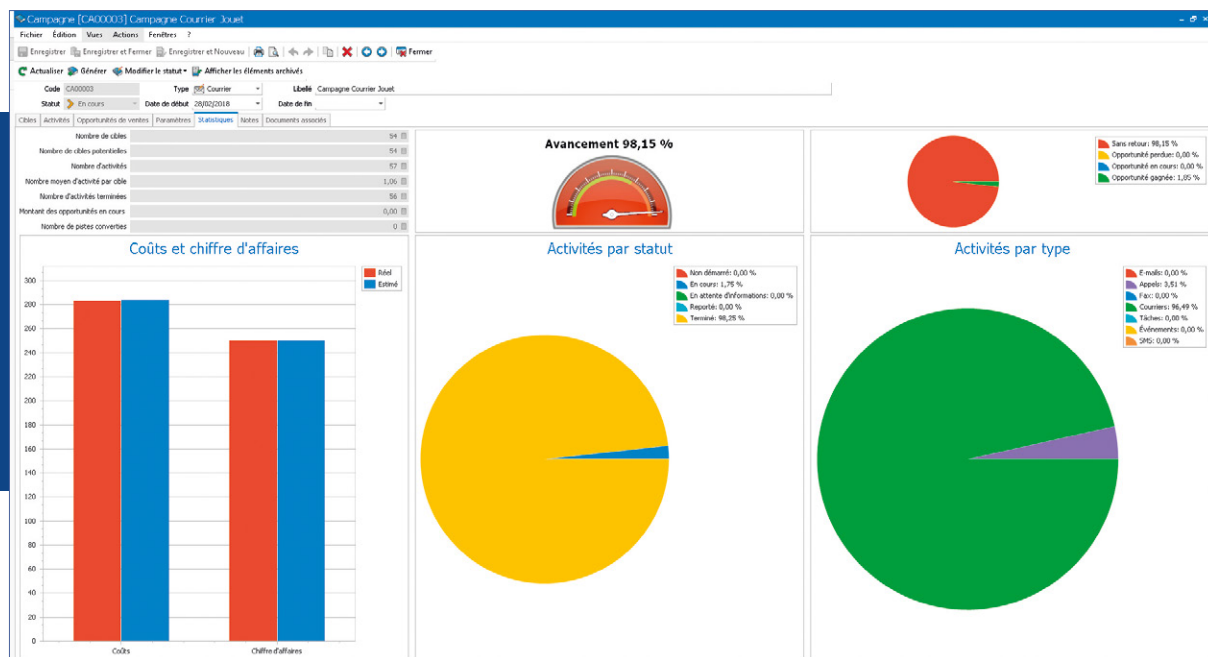 Campagne [CA00003] Campagne Courrier Jouet
Fichier Édition Vues Actions Fenêtres ?
Enregistrer Enregistrer et Fermer Enregistrer et Nouveau Fermer
Actualiser Générer Modifier le statut Afficher les éléments archivés
Code CA00003 Type Courrier Libellé Campagne Courrier Jouet
Statut En cours Date de début 28/02/2018 Date de fin
Cibles Activités Opportunités de ventes Paramètres Statistiques Notes Documents associés
Nombre de cibles 54
Nombre de cibles potentielles 54
Nombre d'activités 57
Nombre moyen d'activité par cible 1,06
Nombre d'activités terminées 56
Montant des opportunités en cours 0,00
Nombre de pistes converties 0
Avancement 98,15 %
Sans retour: 98,15 %
Opportunité perdue: 0,00 %
Opportunité en cours: 0,00 %
Opportunité gagnée: 1,85 %
Coûts et chiffre d'affaires
Réel
Estimé
300
280
260
240
220
200
180
160
140
120
100
80
60
40
20
0
Coûts Chiffre d'affaires
Activités par statut
Non démarré: 0,00 %
En cours: 1,75 %
En attente d'informations: 0,00 %
Reporté: 0,00 %
Terminé: 98,25 %
Activités par type
E-mails: 0,00 %
Appels: 3,51 %
Fax: 0,00 %
Courriers: 96,49 %
Tâches: 0,00 %
Événements: 0,00 %
SMS: 0,00 %